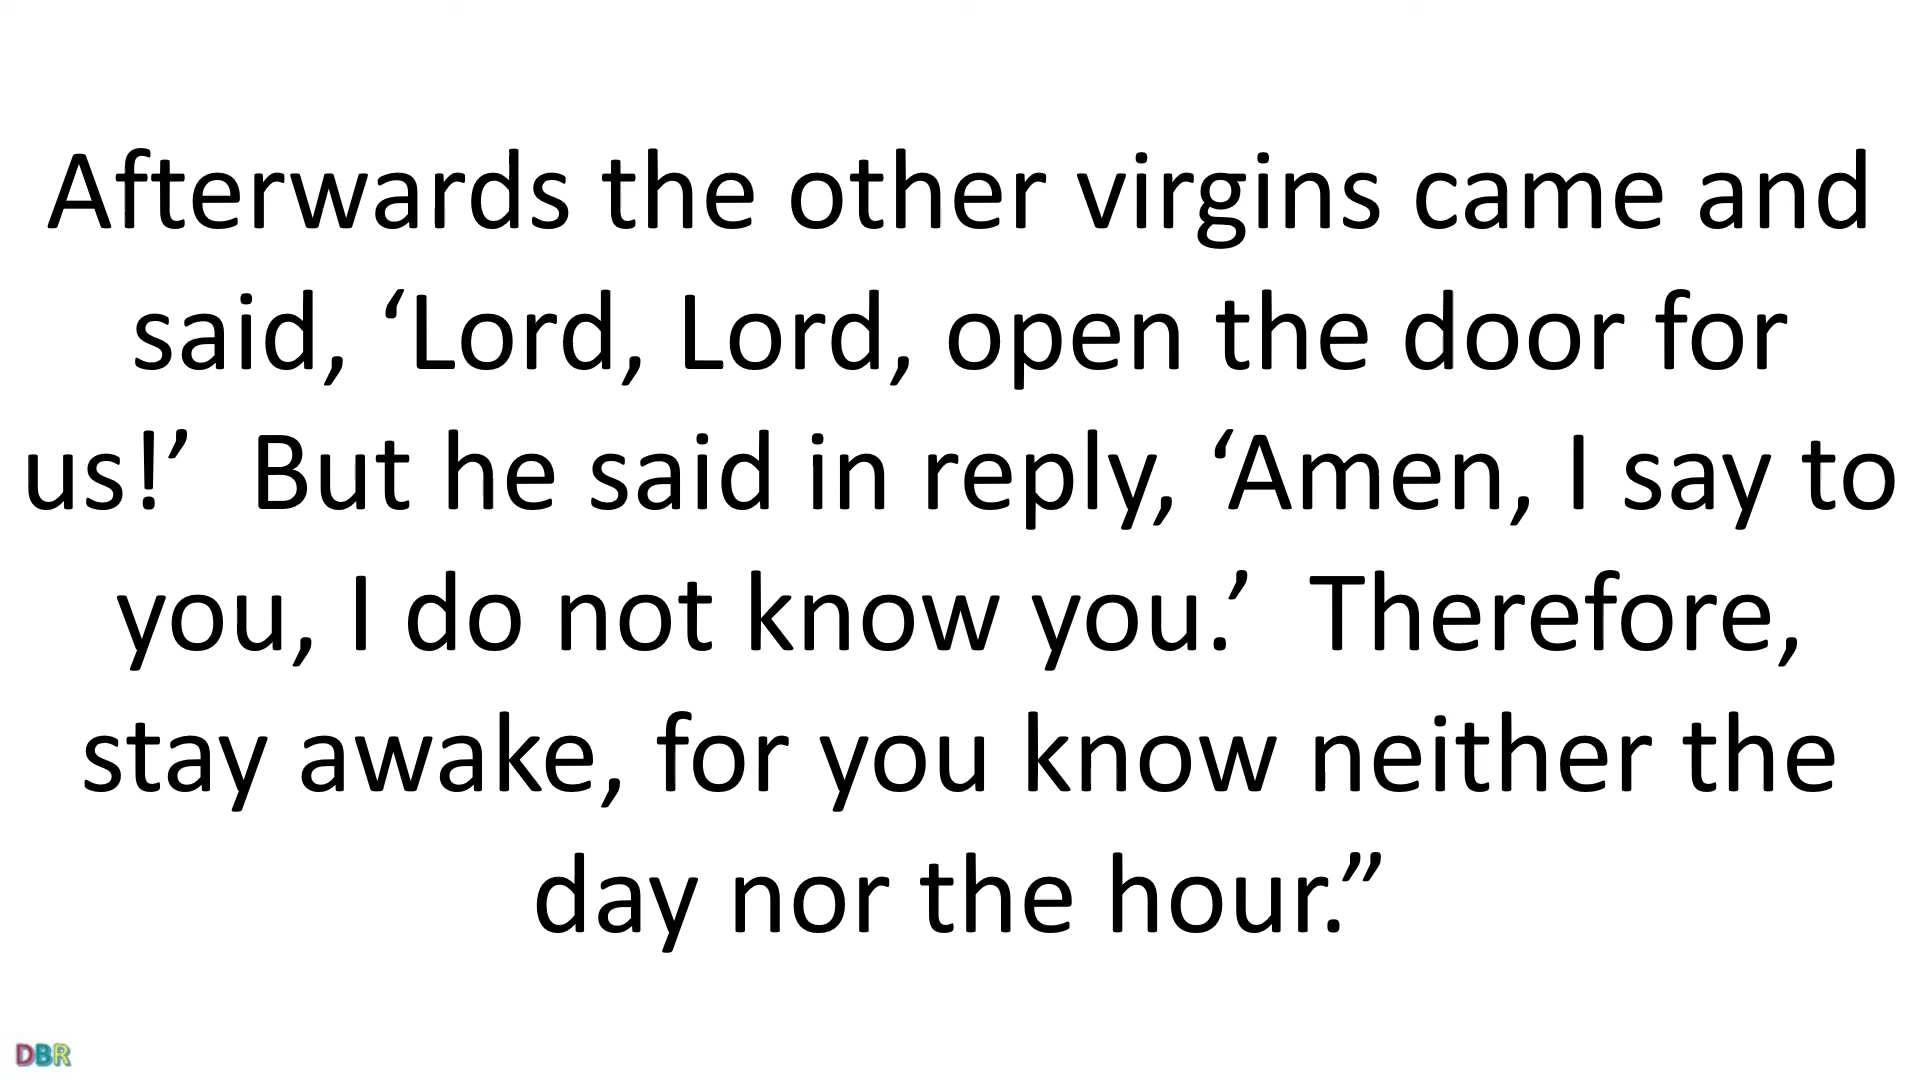 Afterwards the other virgins came and
said, ‘Lord, Lord, open the door for
us!’  But he said in reply, ‘Amen, I say to
you, I do not know you.’  Therefore,
stay awake, for you know neither the
day nor the hour.”
DBR